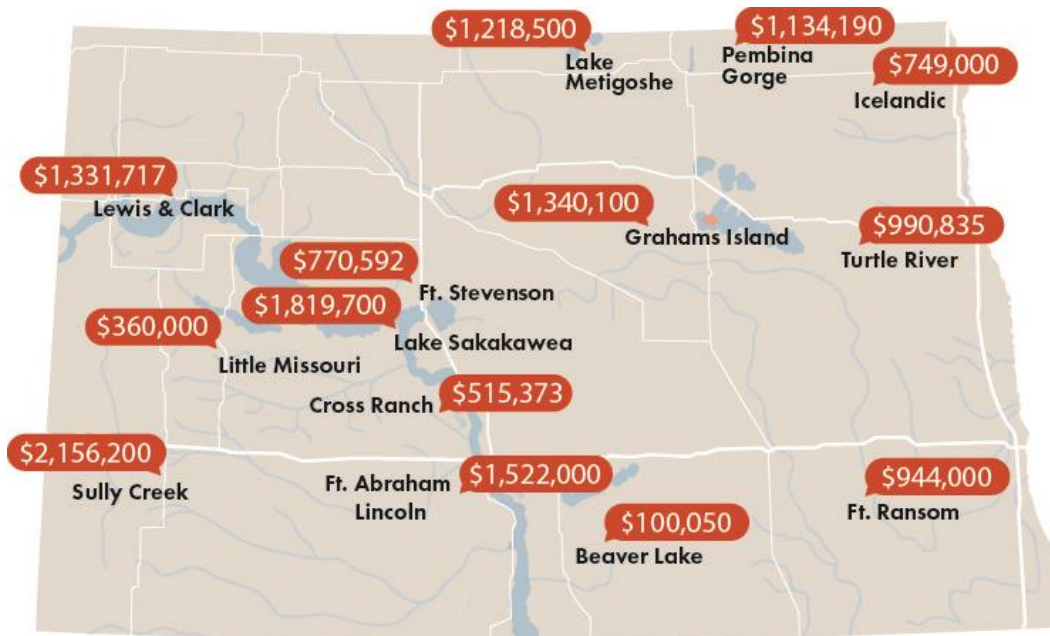 $1,218,500
Lake
Metigoshe
$1,134,190
Pembina
Gorge
$749,000
Icelandic
$1,331,717
Lewis & Clark
$1,340,100
Grahams Island
$990,835
Turtle River
$770,592
Ft. Stevenson
$1,819,700
Lake Sakakawea
$360,000
Little Missouri
$515,373
Cross Ranch
$2,156,200
Sully Creek
$1,522,000
Ft. Abraham
Lincoln
$944,000
Ft. Ransom
$100,050
Beaver Lake